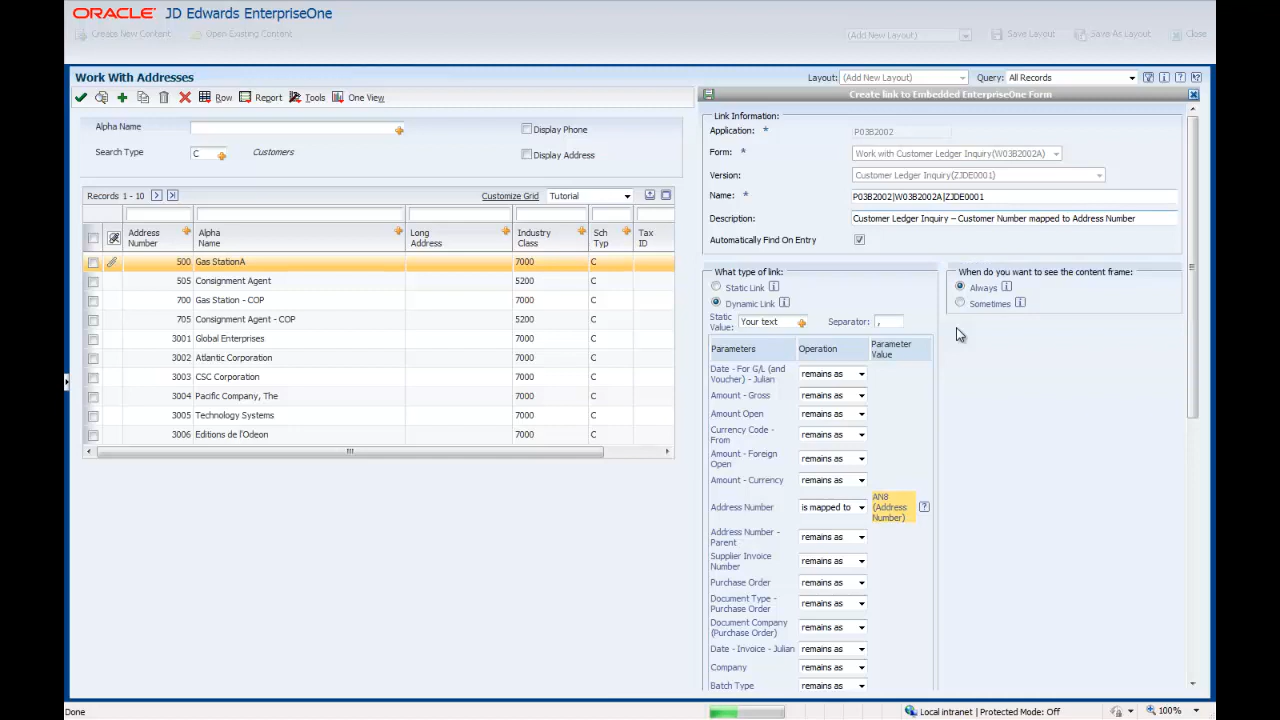 ORACLE JD Edwards EnterpriseOne
Create New Content Open Existing Content (Add New Layout) Save Layout Save As Layout Close
Work With Addresses Layout: (Add New Layout) Query: All Records
Row Report Tools One View
Create link to Embedded EnterpriseOne Form
Alpha Name Display Phone
Search Type C Customers Display Address
Records 1 - 10 Customize Grid Tutorial
Address Number Alpha Name Long Address Industry Class Sch Typ Tax ID
500 Gas StationA 7000 C
505 Consignment Agent 5200 C
700 Gas Station - COP 7000 C
705 Consignment Agent - COP 5200 C
3001 Global Enterprises 7000 C
3002 Atlantic Corporation 7000 C
3003 CSC Corporation 7000 C
3004 Pacific Company, The 7000 C
3005 Technology Systems 7000 C
3006 Editions de l'Odeon 7000 C
Link Information:
Application: * P03B2002
Form: * Work with Customer Ledger Inquiry(W03B2002A)
Version: Customer Ledger Inquiry(ZJDE0001)
Name: * P03B2002|W03B2002A|ZJDE0001
Description: Customer Ledger Inquiry – Customer Number mapped to Address Number
Automatically Find On Entry
What type of link: When do you want to see the content frame:
Static Link Always
Dynamic Link Sometimes
Static Value: Your text Separator: ,
Parameters Operation Parameter Value
Date - For G/L (and Voucher) - Julian remains as
Amount - Gross remains as
Amount Open remains as
Currency Code - From remains as
Amount - Foreign Open remains as
Amount - Currency remains as
Address Number is mapped to AN8 (Address Number)
Address Number - Parent remains as
Supplier Invoice Number remains as
Purchase Order remains as
Document Type - Purchase Order remains as
Document Company (Purchase Order) remains as
Date - Invoice - Julian remains as
Company remains as
Batch Type remains as
Done Local intranet | Protected Mode: Off 100%